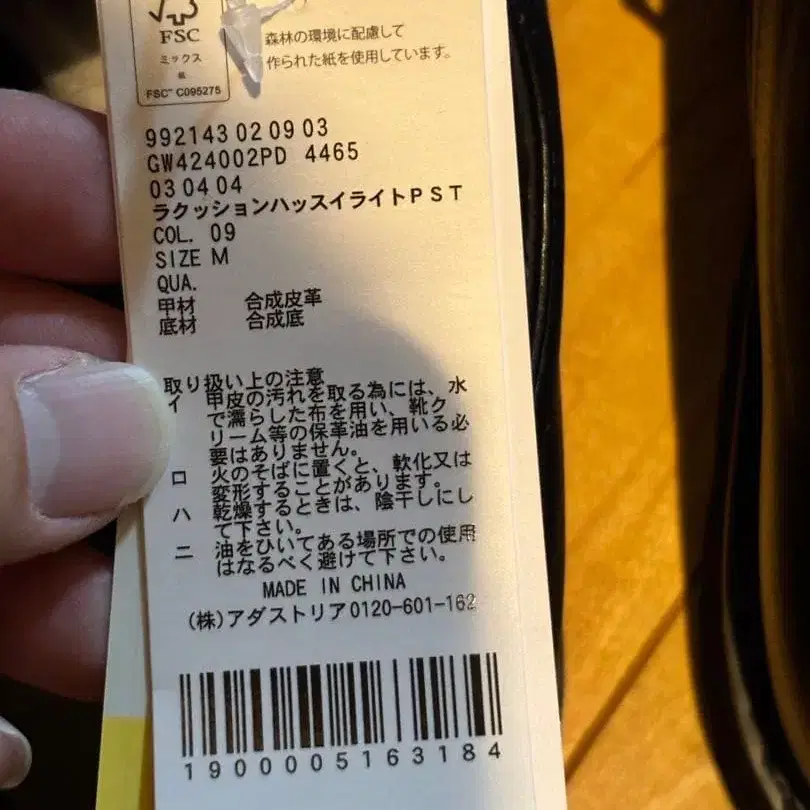 FSC
ミックス
紙
FSC™ C095275
森林の環境に配慮して
作られた紙を使用しています。
992143 02 09 03
GW424002PD 4465
03 04 04
ラクッションハッスイライトＰＳＴ
COL. 09
SIZE M
QUA.
甲材 合成皮革
底材 合成底
取り扱い上の注意
イ 甲皮の汚れを取る為には、水
で濡らした布を用い、靴ク
リーム等の保革油を用いる必
要はありません。
ロ 火のそばに置くと、軟化又は
変形することがあります。
ハ 乾燥するときは、陰干しにし
て下さい。
ニ 油をひいてある場所での使用
はなるべく避けて下さい。
MADE IN CHINA
(株)アダストリア0120-601-162
1900005163184